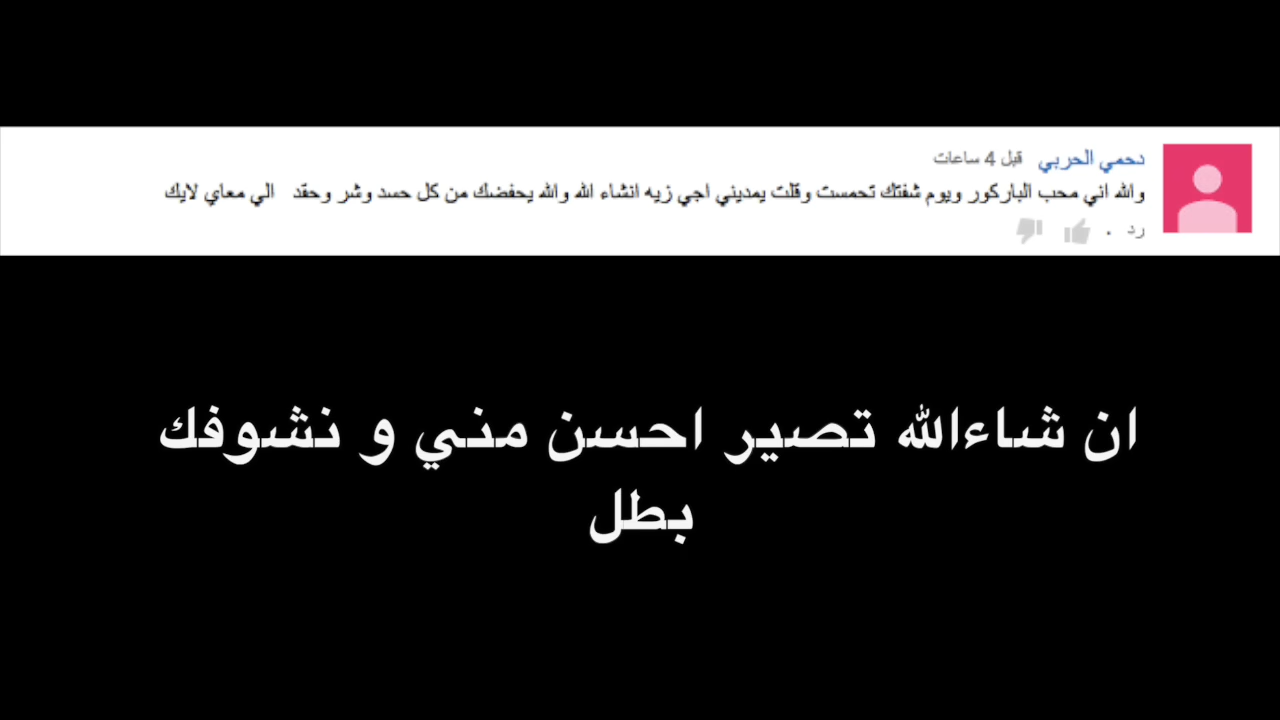 دحمي الحربي قبل 4 ساعات
والله اني محب الباركور ويوم شفتك تحمست وقلت يمديني اجي زيه انشاء الله والله يحفضك من كل حسد وشر وحقد الي معاي لايك
رد .
ان شاءالله تصير احسن مني و نشوفك
بطل